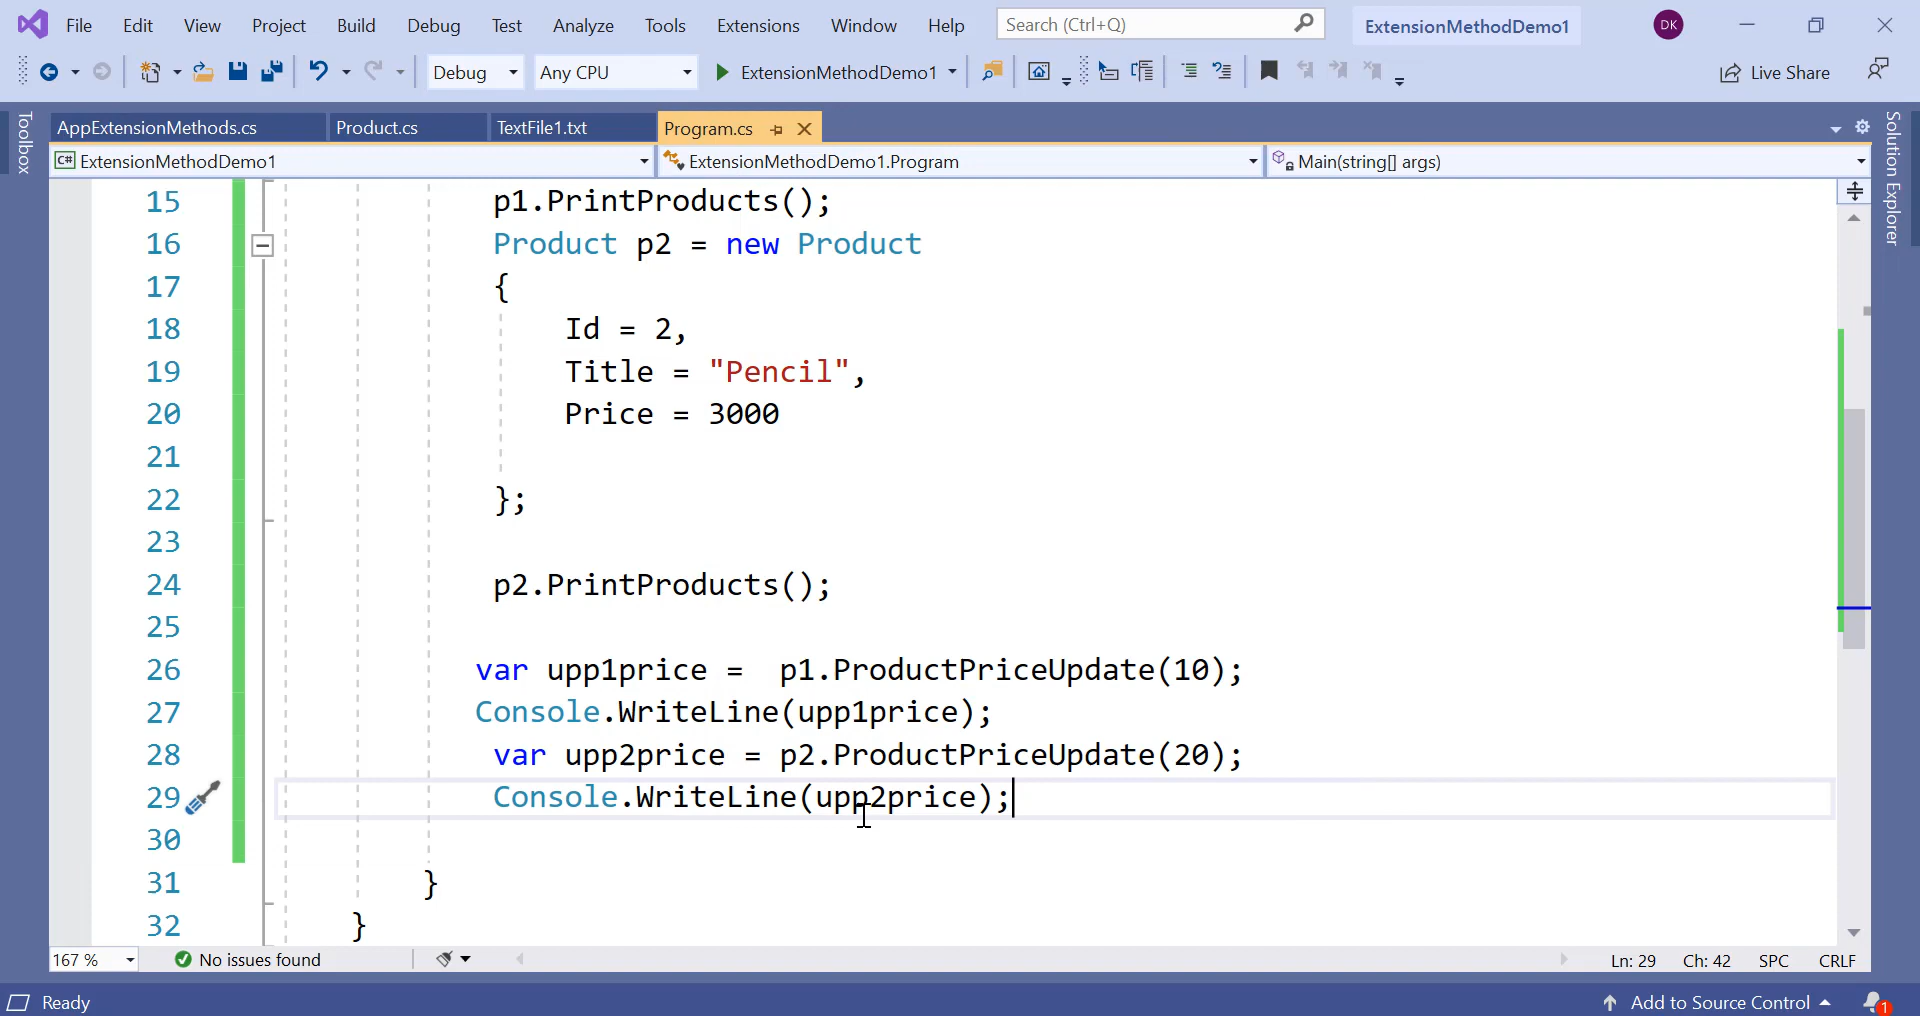 File Edit View Project Build Debug Test Analyze Tools Extensions Window Help Search (Ctrl+Q) ExtensionMethodDemo1 DK
Debug Any CPU ExtensionMethodDemo1 Live Share
Toolbox
AppExtensionMethods.cs Product.cs TextFile1.txt Program.cs
Solution Explorer
C# ExtensionMethodDemo1 ExtensionMethodDemo1.Program Main(string[] args)
15 p1.PrintProducts();
16 Product p2 = new Product
17 {
18 Id = 2,
19 Title = "Pencil",
20 Price = 3000
21
22 };
23
24 p2.PrintProducts();
25
26 var upp1price =  p1.ProductPriceUpdate(10);
27 Console.WriteLine(upp1price);
28 var upp2price = p2.ProductPriceUpdate(20);
29 Console.WriteLine(upp2price);
30
31 }
32 }
167 % No issues found Ln: 29 Ch: 42 SPC CRLF
Ready Add to Source Control 1